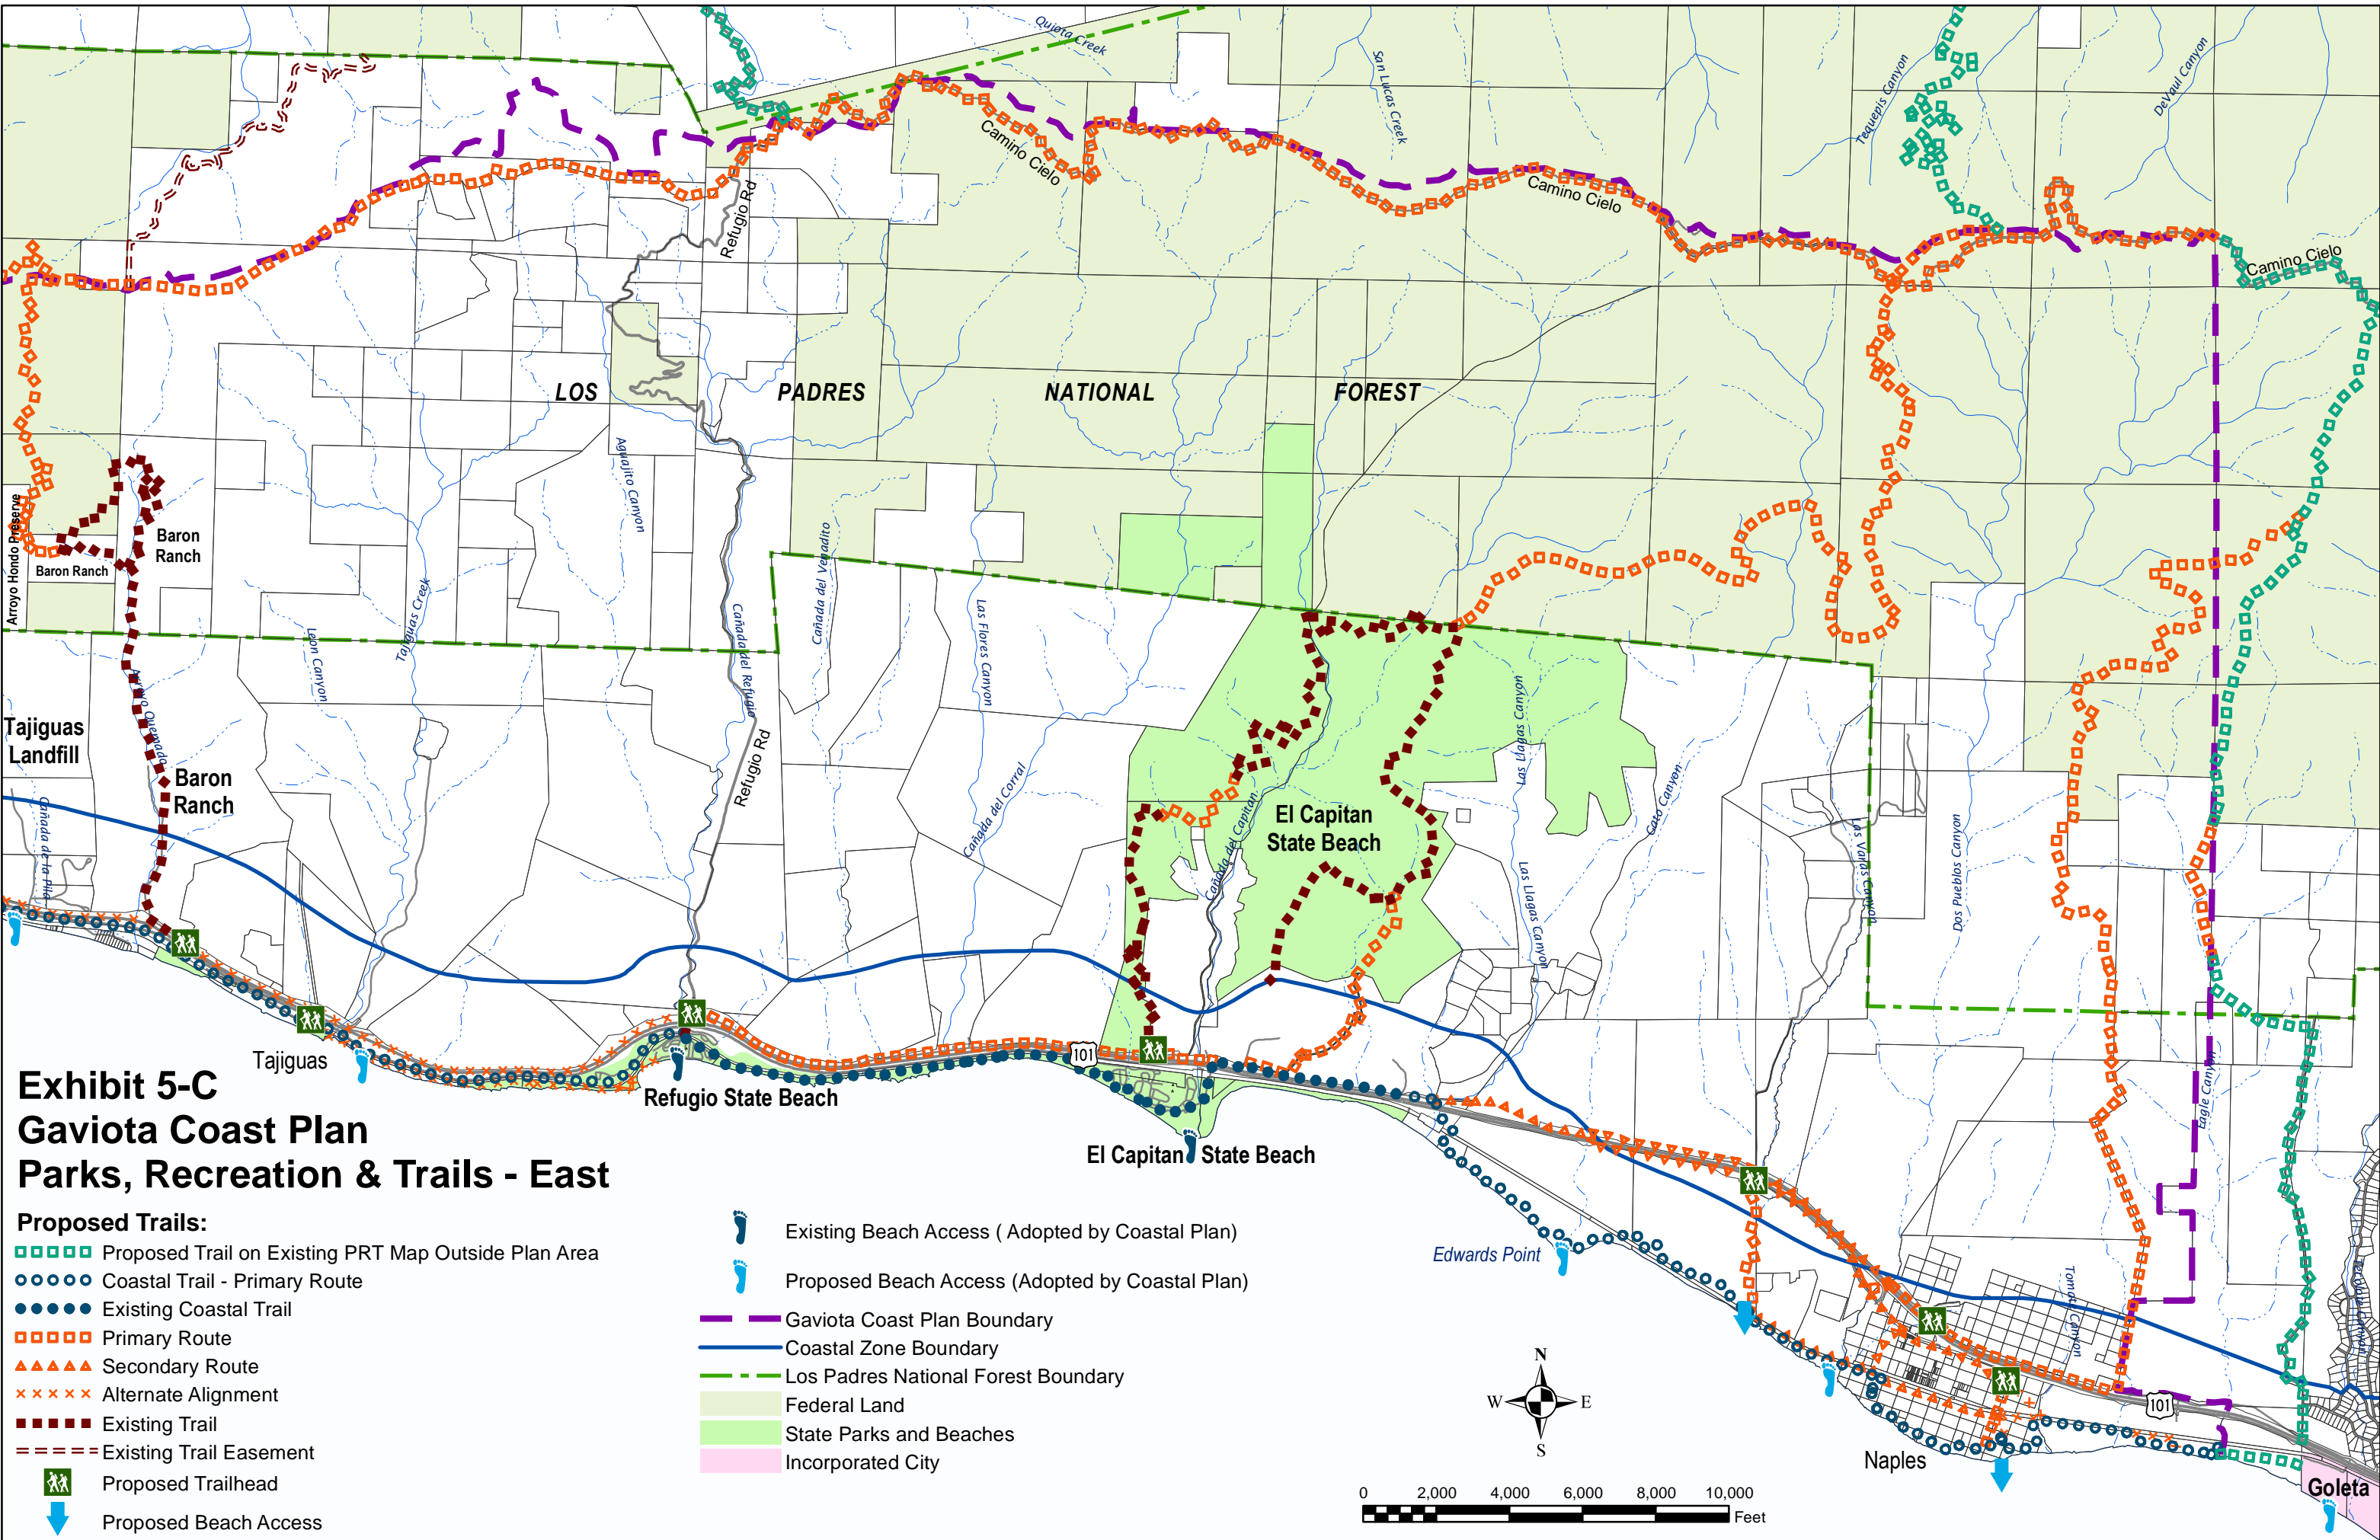 Quiota Creek
San Lucas Creek
Tequepis Canyon
DeVaul Canyon
Camino Cielo
Camino Cielo
Camino Cielo
Refugio Rd
LOS PADRES NATIONAL FOREST
Aguajito Canyon
Arroyo Hondo Preserve
Baron
Ranch
Baron Ranch
Cañada del Venadito
Tajiguas Creek
Leon Canyon
Cañada del Refugio
Las Flores Canyon
Arroyo Quemado
Las Llagas Canyon
Tajiguas
Landfill
Baron
Ranch
Refugio Rd
Cañada del Corral
Cañada de la Pila
Cañada del Capitan
El Capitan
State Beach
Gato Canyon
Las Llagas Canyon
Las Varas Canyon
Dos Pueblos Canyon
Eagle Canyon
Tajiguas
101
Refugio State Beach
El Capitan State Beach
Edwards Point
Tomate Canyon
Tecolote Canyon
101
Naples
Goleta
Exhibit 5-C
Gaviota Coast Plan
Parks, Recreation & Trails - East
Proposed Trails:
Proposed Trail on Existing PRT Map Outside Plan Area
Coastal Trail - Primary Route
Existing Coastal Trail
Primary Route
Secondary Route
Alternate Alignment
Existing Trail
Existing Trail Easement
Proposed Trailhead
Proposed Beach Access
Existing Beach Access ( Adopted by Coastal Plan)
Proposed Beach Access (Adopted by Coastal Plan)
Gaviota Coast Plan Boundary
Coastal Zone Boundary
Los Padres National Forest Boundary
Federal Land
State Parks and Beaches
Incorporated City
N
W E
S
0 2,000 4,000 6,000 8,000 10,000
Feet